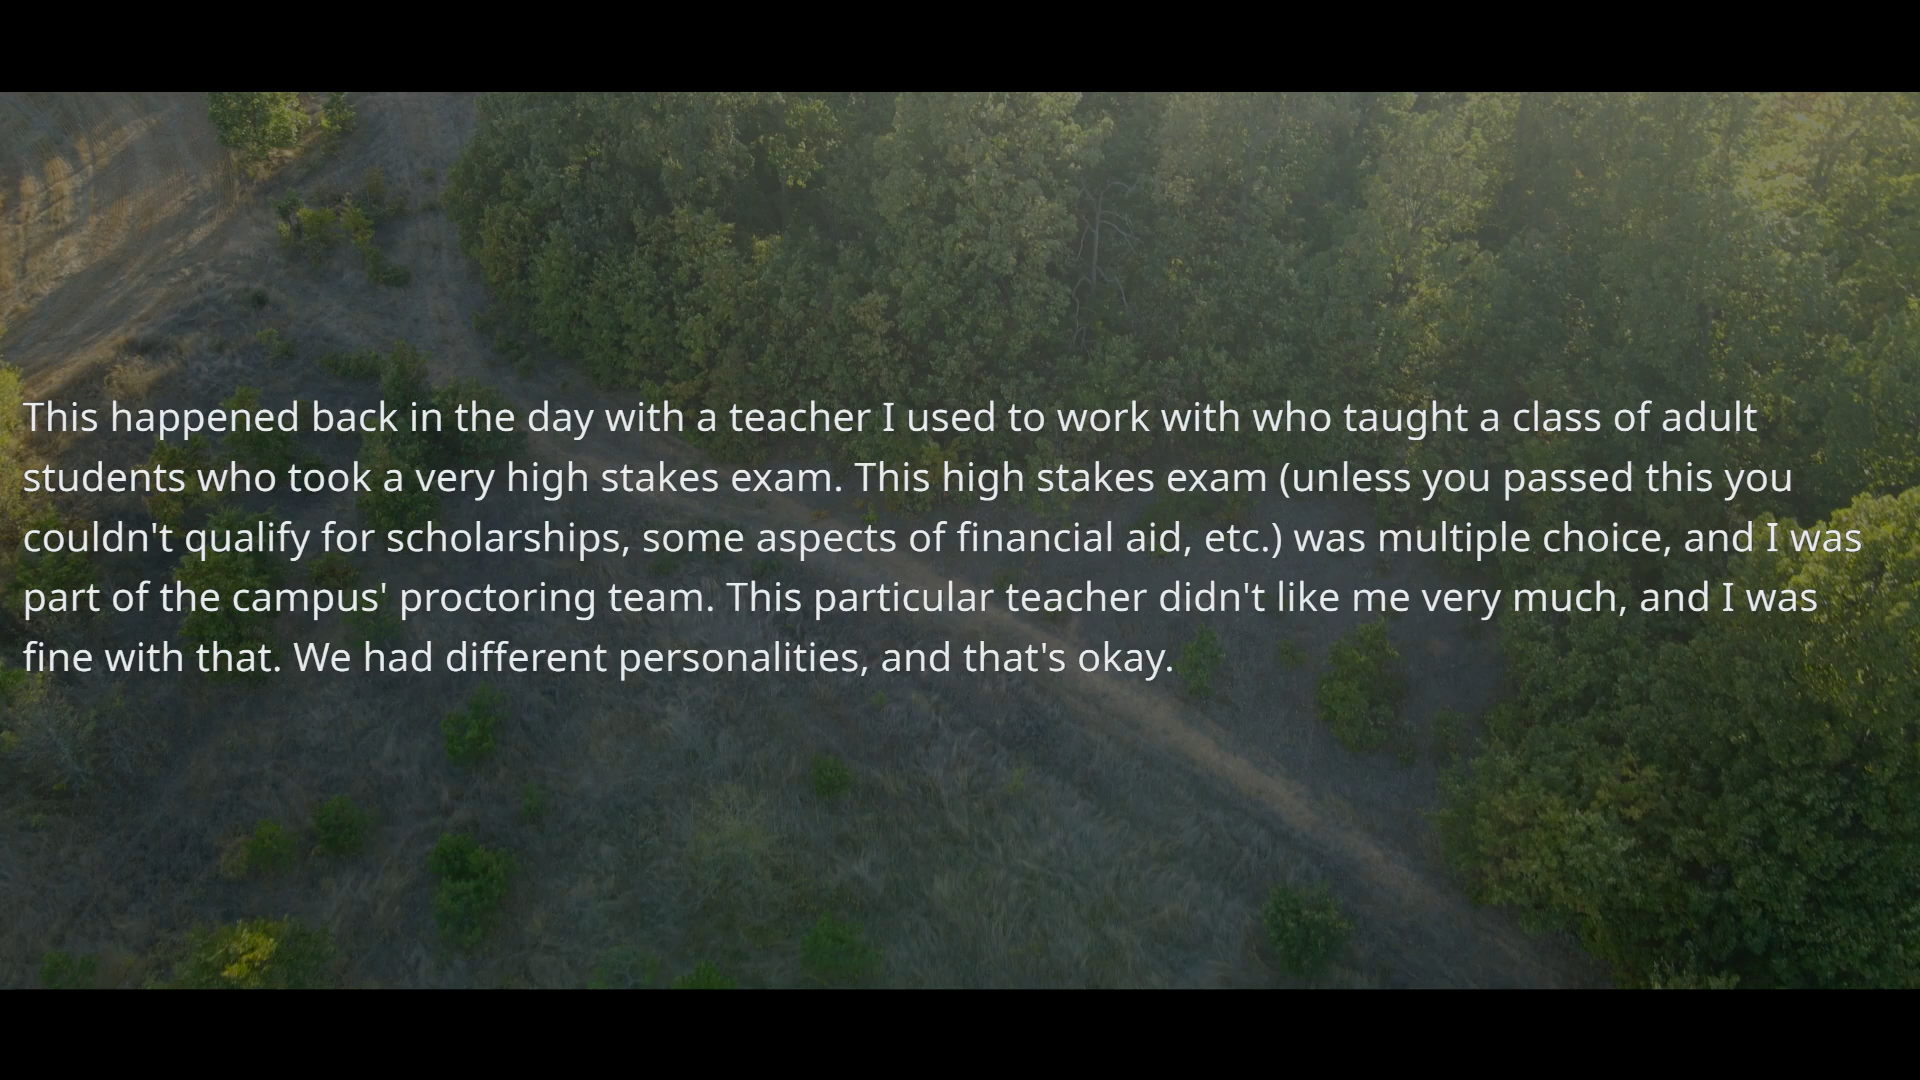 This happened back in the day with a teacher I used to work with who taught a class of adult
students who took a very high stakes exam. This high stakes exam (unless you passed this you
couldn't qualify for scholarships, some aspects of financial aid, etc.) was multiple choice, and I was
part of the campus' proctoring team. This particular teacher didn't like me very much, and I was
fine with that. We had different personalities, and that's okay.